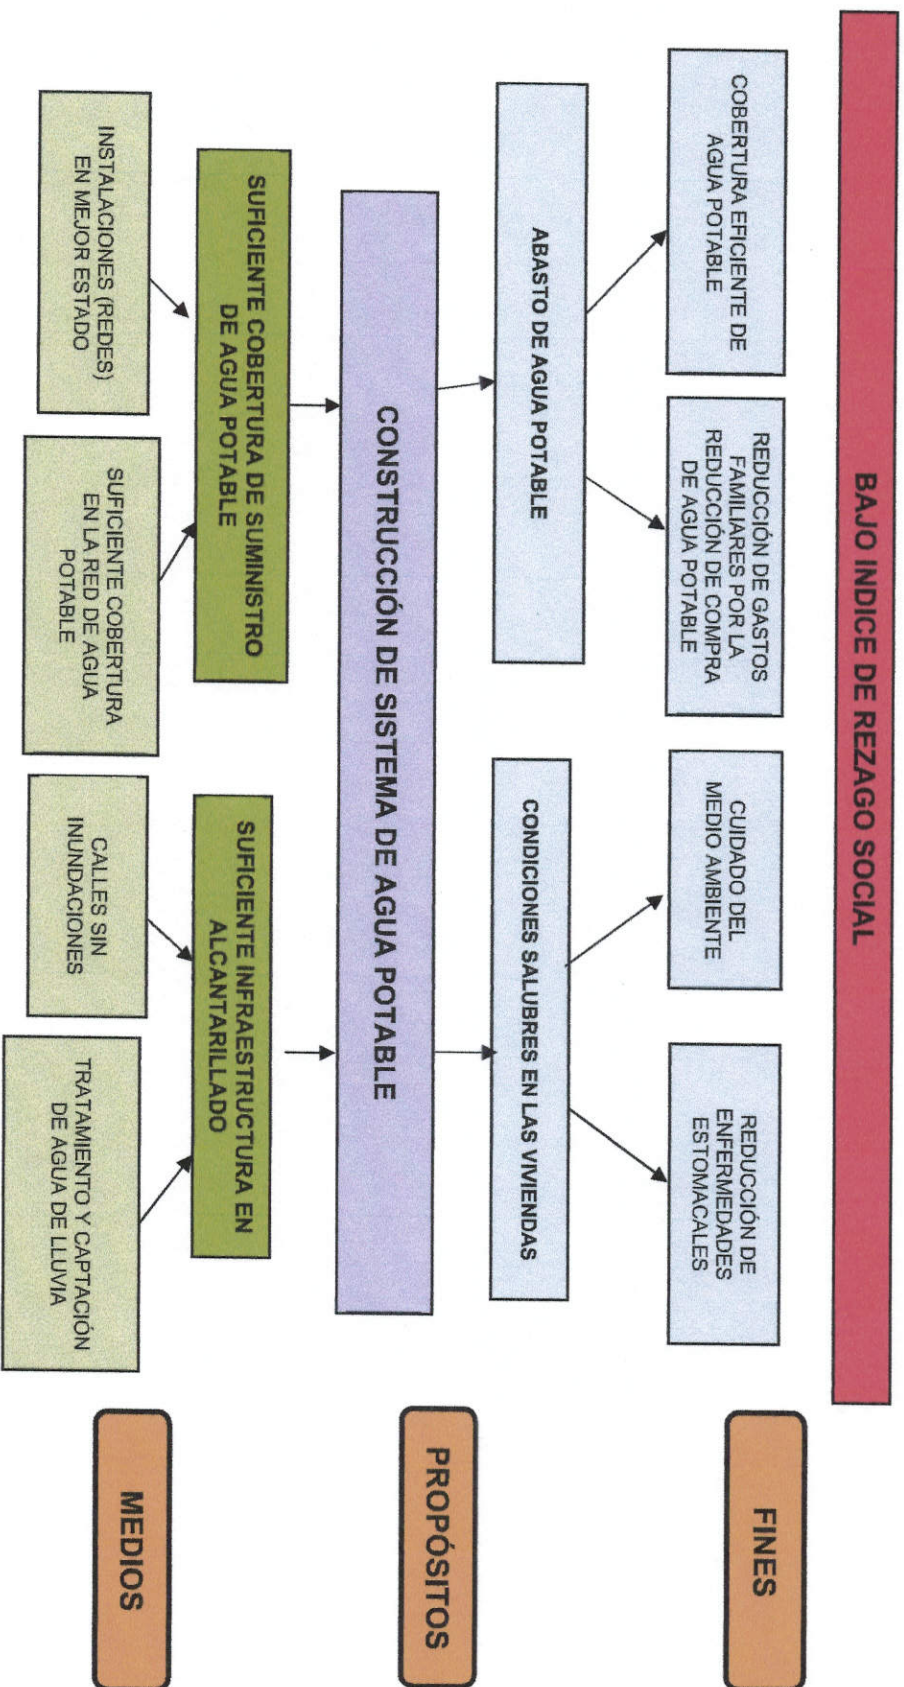 BAJO INDICE DE REZAGO SOCIAL
COBERTURA EFICIENTE DE
AGUA POTABLE
REDUCCIÓN DE GASTOS
FAMILIARES POR LA
REDUCCIÓN DE COMPRA
DE AGUA POTABLE
CUIDADO DEL
MEDIO AMBIENTE
REDUCCIÓN DE
ENFERMEDADES
ESTOMACALES
FINES
ABASTO DE AGUA POTABLE
CONDICIONES SALUBRES EN LAS VIVIENDAS
CONSTRUCCIÓN DE SISTEMA DE AGUA POTABLE
PROPÓSITOS
SUFICIENTE COBERTURA DE SUMINISTRO
DE AGUA POTABLE
SUFICIENTE INFRAESTRUCTURA EN
ALCANTARILLADO
INSTALACIONES (REDES)
EN MEJOR ESTADO
SUFICIENTE COBERTURA
EN LA RED DE AGUA
POTABLE
CALLES SIN
INUNDACIONES
TRATAMIENTO Y CAPTACIÓN
DE AGUA DE LLUVIA
MEDIOS